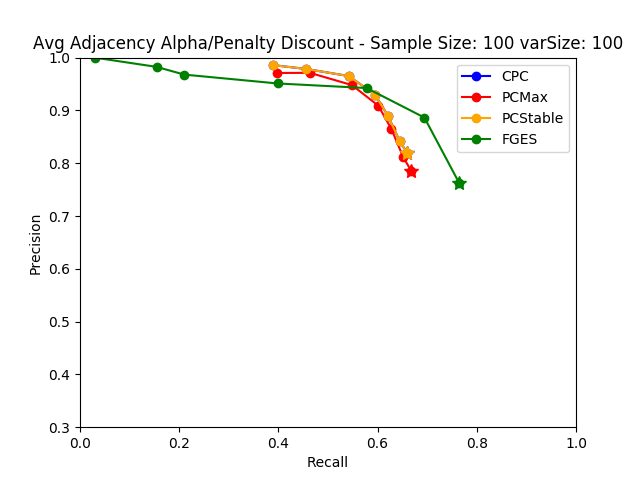 Avg Adjacency Alpha/Penalty Discount - Sample Size: 100 varSize: 100
1.0
0.9
0.8
0.7
0.6
0.5
0.4
0.3
Precision
0.0 0.2 0.4 0.6 0.8 1.0
Recall
CPC
PCMax
PCStable
FGES